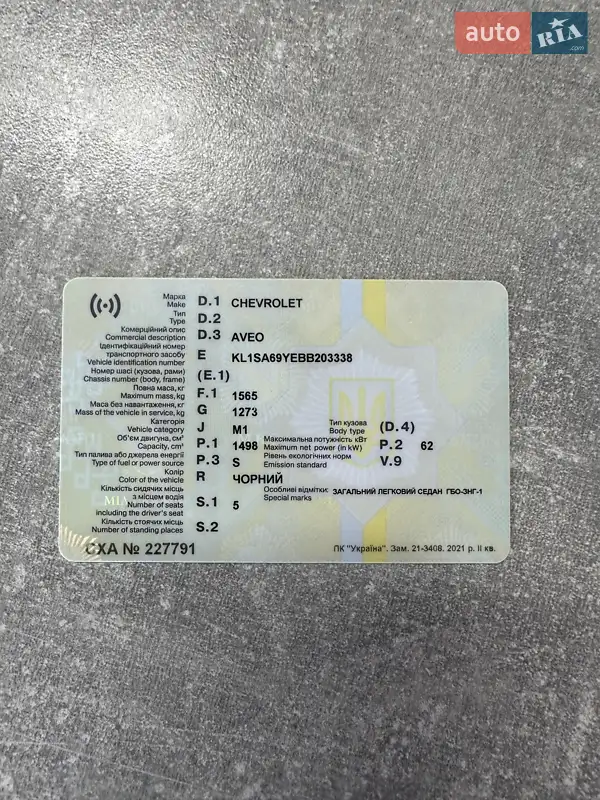 auto RIA .com
Марка
Make D.1 CHEVROLET
Тип
Type D.2
Комерційний опис
Commercial description D.3 AVEO
Ідентифікаційний номер
транспортного засобу
Vehicle identification number E KL1SA69YEBB203338
Номер шасі (кузова, рами)
Chassis number (body, frame) (E.1)
Повна маса, кг
Maximum mass, kg F.1 1565
Маса без навантаження, кг
Mass of the vehicle in service, kg G 1273
Категорія
Vehicle category J M1
Тип кузова
Body type (D.4)
Об'єм двигуна, см³
Capacity, cm³ P.1 1498
Максимальна потужність кВт
Maximum net power (in kW) P.2 62
Тип палива або джерела енергії
Type of fuel or power source P.3 S
Рівень екологічних норм
Emission standard V.9
Колір
Color of the vehicle R ЧОРНИЙ
Кількість сидячих місць
з місцем водія
Number of seats
including the driver's seat S.1 5
Особливі відмітки
Special marks ЗАГАЛЬНИЙ ЛЕГКОВИЙ СЕДАН ГБО-ЗНГ-1
Кількість стоячих місць
Number of standing places S.2
СХА № 227791
ПК "Україна". Зам. 21-3408. 2021 р. II кв.